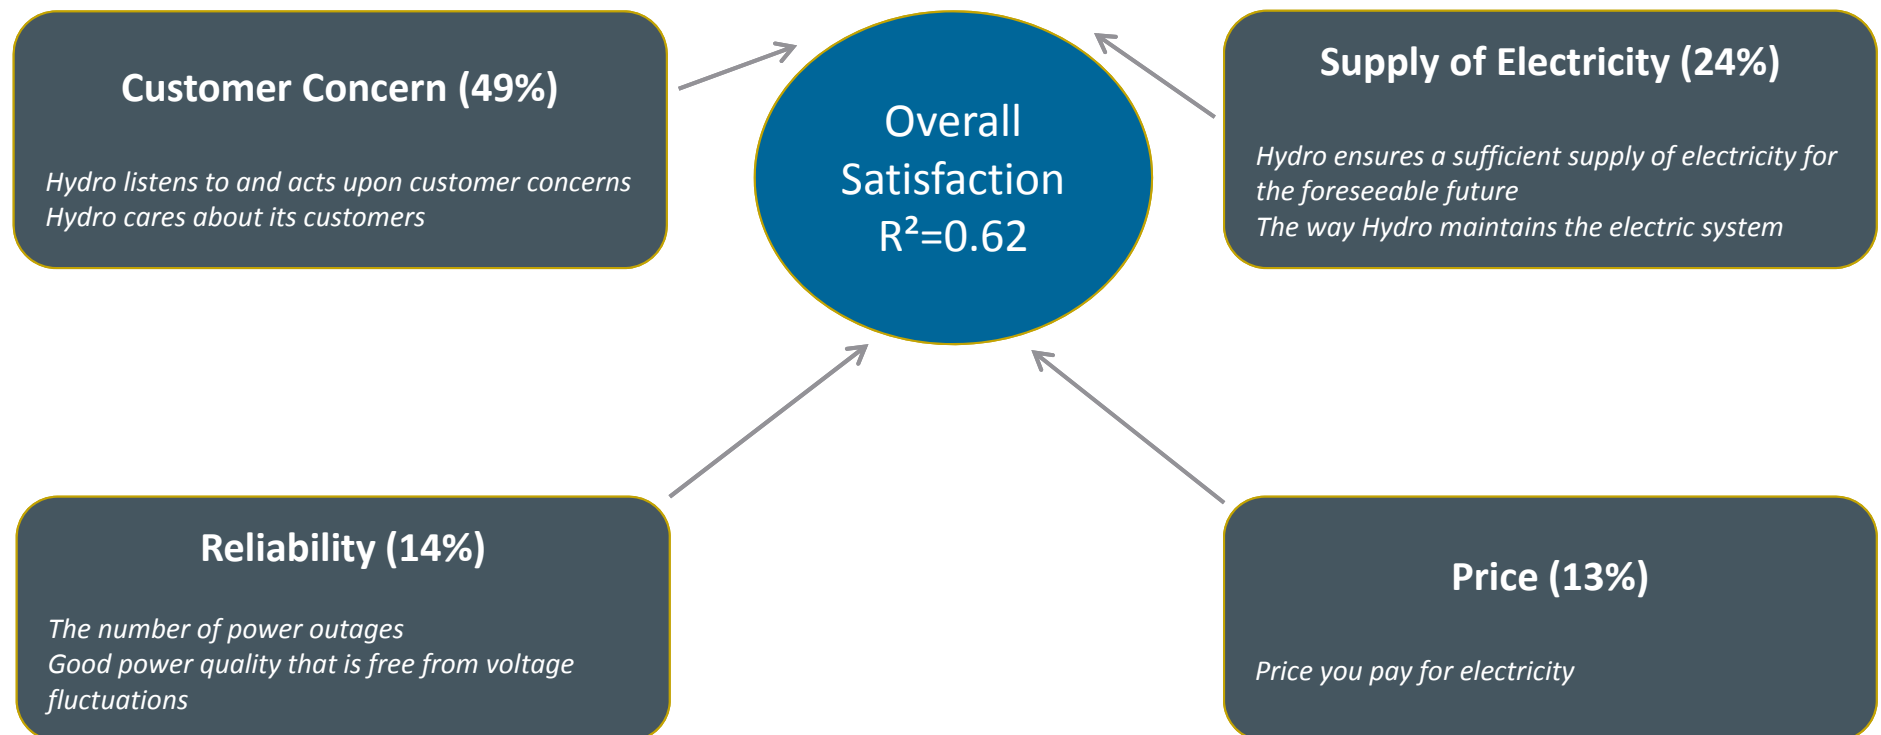 Customer Concern (49%)
Hydro listens to and acts upon customer concerns
Hydro cares about its customers
Overall
Satisfaction
R²=0.62
Supply of Electricity (24%)
Hydro ensures a sufficient supply of electricity for
the foreseeable future
The way Hydro maintains the electric system
Reliability (14%)
The number of power outages
Good power quality that is free from voltage
fluctuations
Price (13%)
Price you pay for electricity